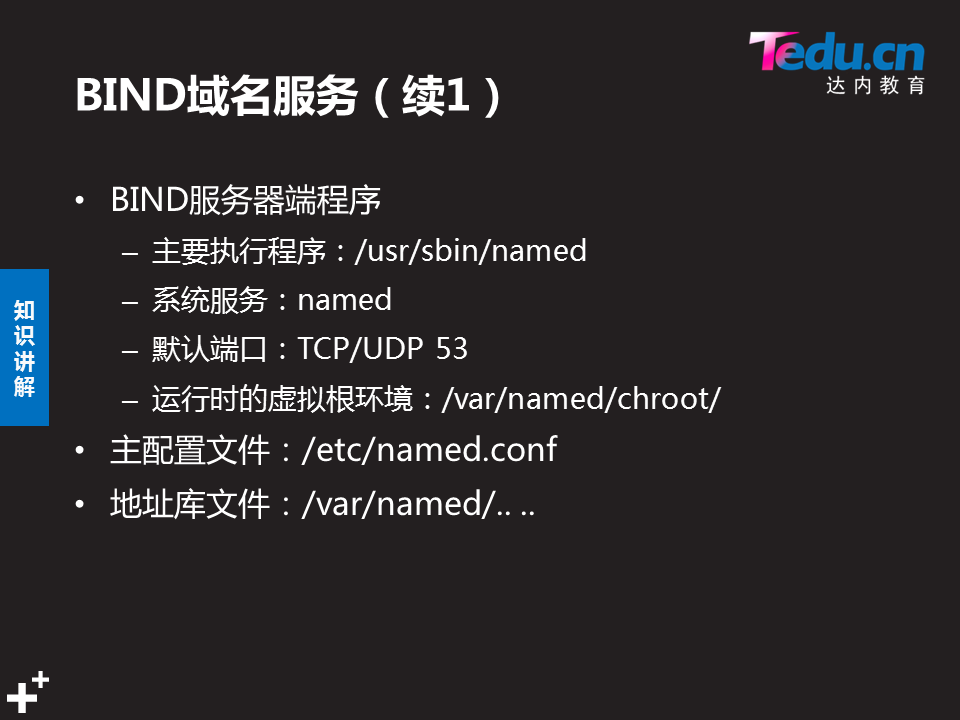 Tedu.cn
达内教育
BIND域名服务（续1）
• BIND服务器端程序
– 主要执行程序：/usr/sbin/named
– 系统服务：named
– 默认端口：TCP/UDP 53
– 运行时的虚拟根环境：/var/named/chroot/
• 主配置文件：/etc/named.conf
• 地址库文件：/var/named/.. ..
知识讲解